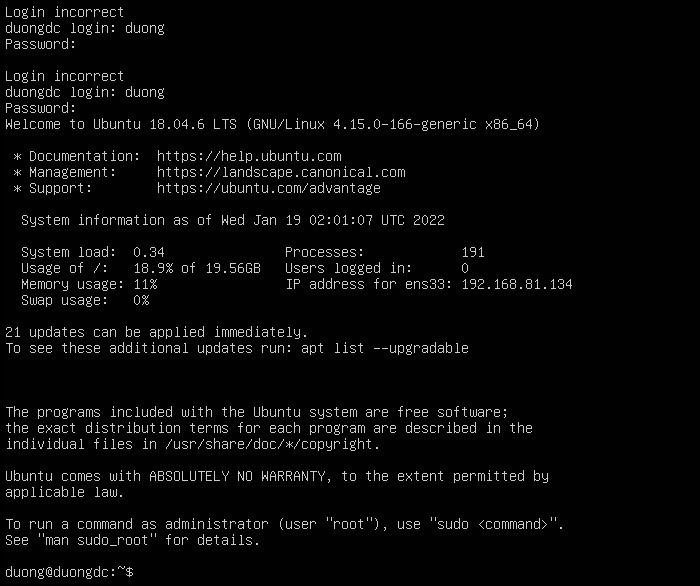 Login incorrect
duongdc login: duong
Password:
Login incorrect
duongdc login: duong
Password:
Welcome to Ubuntu 18.04.6 LTS (GNU/Linux 4.15.0-166-generic x86_64)
* Documentation:  https://help.ubuntu.com
* Management:     https://landscape.canonical.com
* Support:        https://ubuntu.com/advantage
System information as of Wed Jan 19 02:01:07 UTC 2022
System load:  0.34               Processes:            191
Usage of /:   18.9% of 19.56GB   Users logged in:      0
Memory usage: 11%                IP address for ens33: 192.168.81.134
Swap usage:   0%
21 updates can be applied immediately.
To see these additional updates run: apt list --upgradable
The programs included with the Ubuntu system are free software;
the exact distribution terms for each program are described in the
individual files in /usr/share/doc/*/copyright.
Ubuntu comes with ABSOLUTELY NO WARRANTY, to the extent permitted by
applicable law.
To run a command as administrator (user "root"), use "sudo <command>".
See "man sudo_root" for details.
duong@duongdc:~$